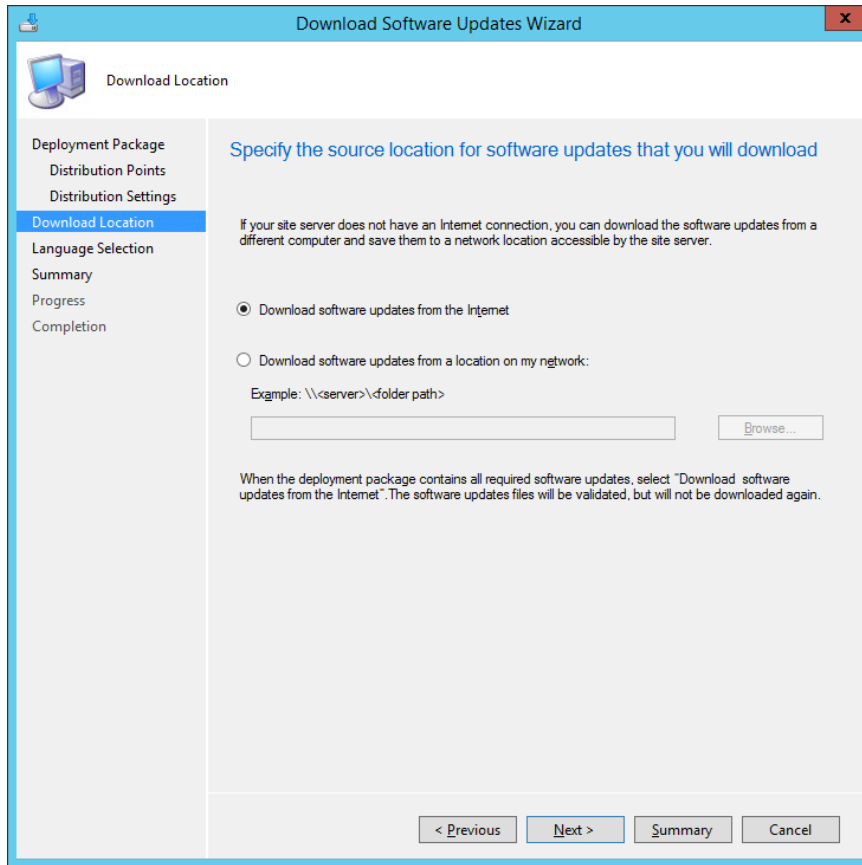 Download Software Updates Wizard
x
Download Location
Deployment Package
Distribution Points
Distribution Settings
Download Location
Language Selection
Summary
Progress
Completion
Specify the source location for software updates that you will download
If your site server does not have an Internet connection, you can download the software updates from a
different computer and save them to a network location accessible by the site server.
Download software updates from the Internet
Download software updates from a location on my network:
Example: \\<server>\<folder path>
Browse...
When the deployment package contains all required software updates, select "Download  software
updates from the Internet".The software updates files will be validated, but will not be downloaded again.
< Previous
Next >
Summary
Cancel